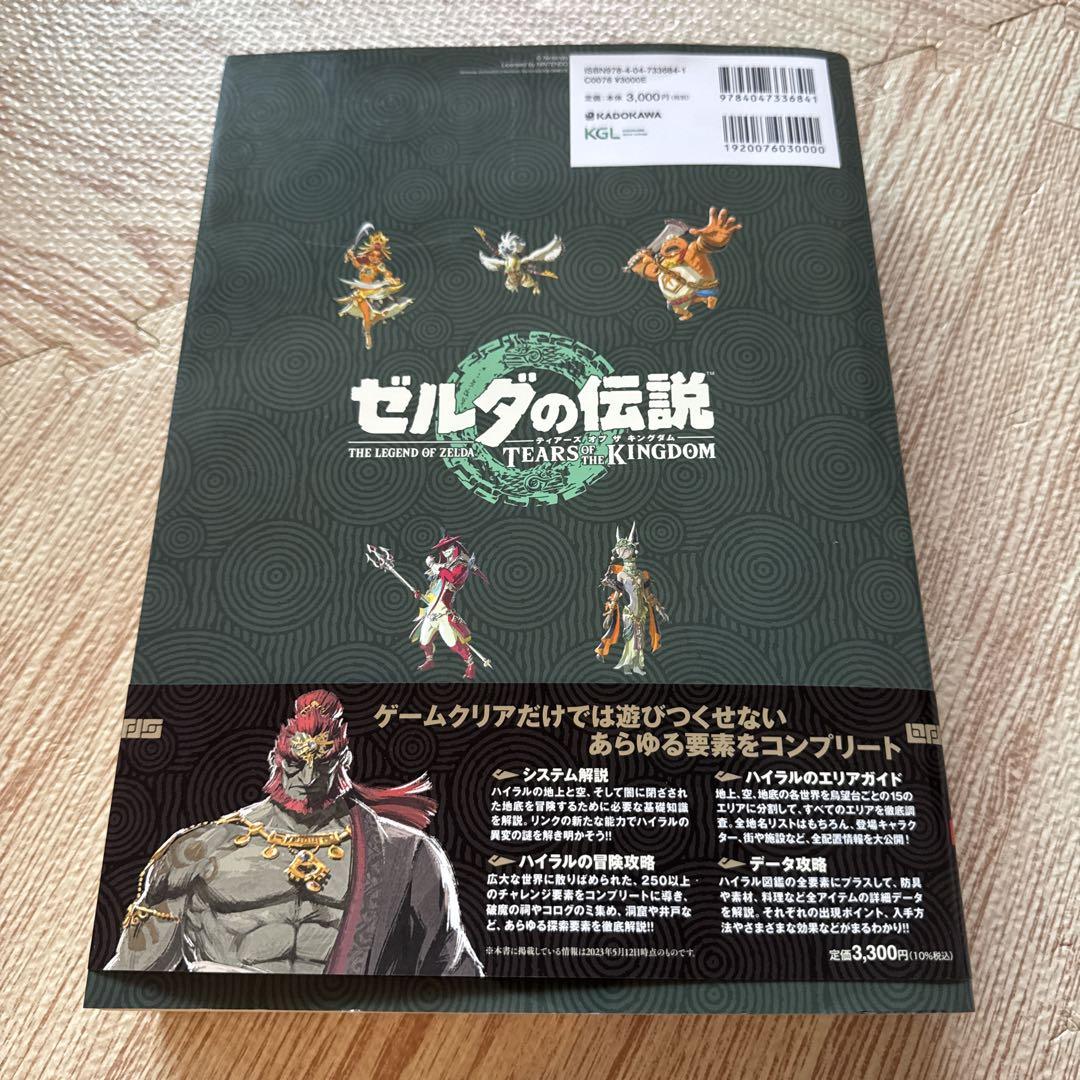 © Nintendo
Licensed by NINTENDO
ISBN978-4-04-733684-1
C0076 ¥3000E
定価:本体 3,000円(税別)
KADOKAWA
KGL
9784047336841
1920076030000
ゼルダの伝説™
ティアーズ オブ ザ キングダム
THE LEGEND OF ZELDA TEARS OF THE KINGDOM
ゲームクリアだけでは遊びつくせない
あらゆる要素をコンプリート
システム解説
ハイラルの地上と空、そして闇に閉ざされ
た地底を冒険するために必要な基礎知識
を解説。リンクの新たな能力でハイラルの
異変の謎を解き明かそう!!
ハイラルの冒険攻略
広大な世界に散りばめられた、250以上
のチャレンジ要素をコンプリートに導き、
破魔の祠やコログのミ集め、洞窟や井戸な
ど、あらゆる探索要素を徹底解説!!
ハイラルのエリアガイド
地上、空、地底の各世界を鳥望台ごとの15の
エリアに分割して、すべてのエリアを徹底調
査。全地名リストはもちろん、登場キャラク
ター、街や施設など、全配置情報を大公開!
データ攻略
ハイラル図鑑の全要素にプラスして、防具
や素材、料理など全アイテムの詳細データ
を解説。それぞれの出現ポイント、入手方
法やさまざまな効果などがまるわかり!!
※本書に掲載している情報は2023年5月12日時点のものです。
定価3,300円(10%税込)